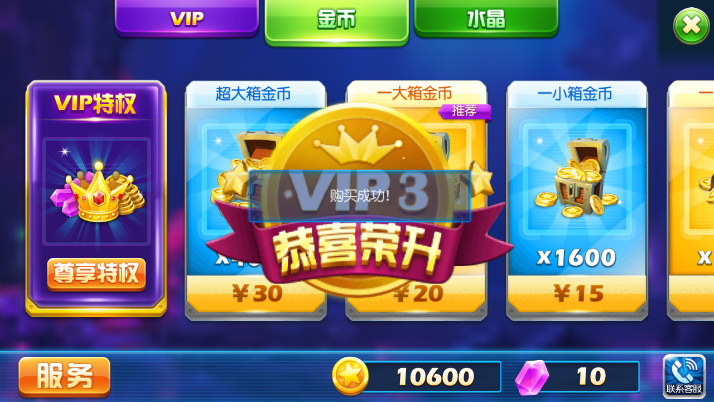 VIP
金币
水晶
VIP特权
尊享特权
超大箱金币
¥30
一大箱金币
推荐
¥20
一小箱金币
x1600
¥15
VIP3
购买成功!
恭喜荣升
服务
10600
10
联系客服